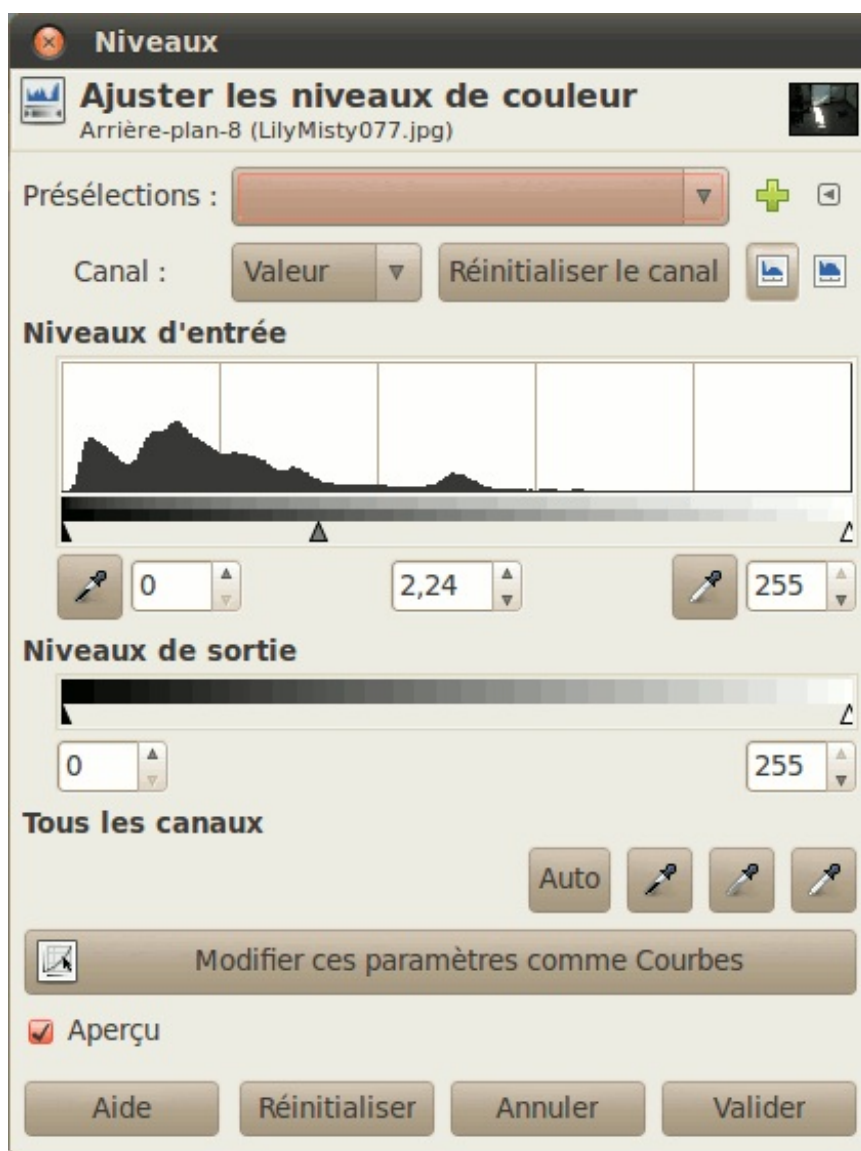 Niveaux
Ajuster les niveaux de couleur
Arrière-plan-8 (LilyMisty077.jpg)
Présélections :
Canal : Valeur Réinitialiser le canal
Niveaux d'entrée
0 2,24 255
Niveaux de sortie
0 255
Tous les canaux
Auto
Modifier ces paramètres comme Courbes
Aperçu
Aide Réinitialiser Annuler Valider